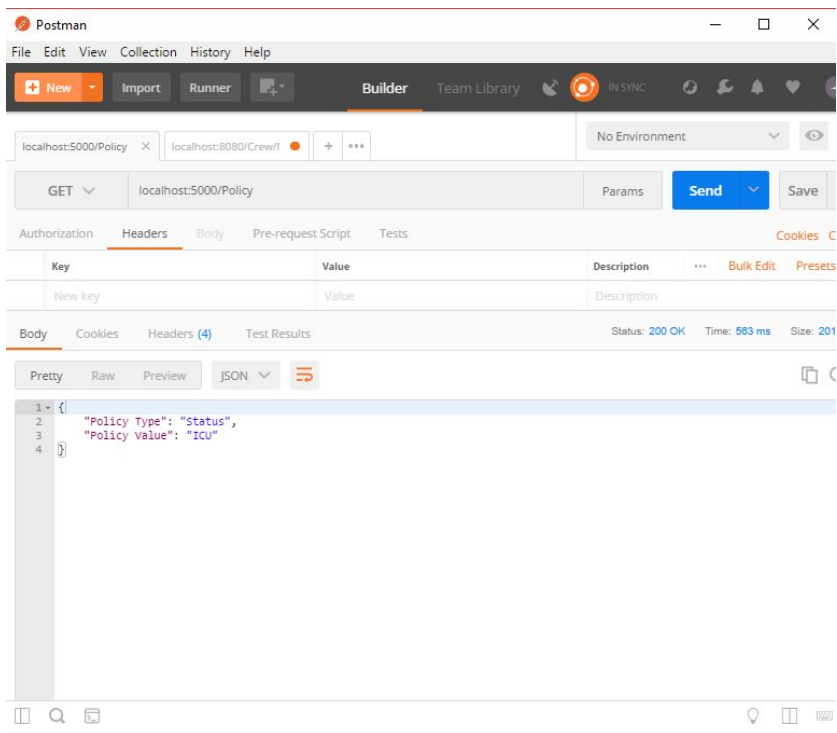 Postman
File Edit View Collection History Help
New Import Runner Builder Team Library IN SYNC
localhost:5000/Policy localhost:8080/Crew/ No Environment
GET localhost:5000/Policy Params Send Save
Authorization Headers Body Pre-request Script Tests Cookies C
Key Value Description Bulk Edit Presets
New key Value Description
Body Cookies Headers (4) Test Results Status: 200 OK Time: 563 ms Size: 201
Pretty Raw Preview JSON
1 {
2 "Policy Type": "Status",
3 "Policy Value": "ICU"
4 }